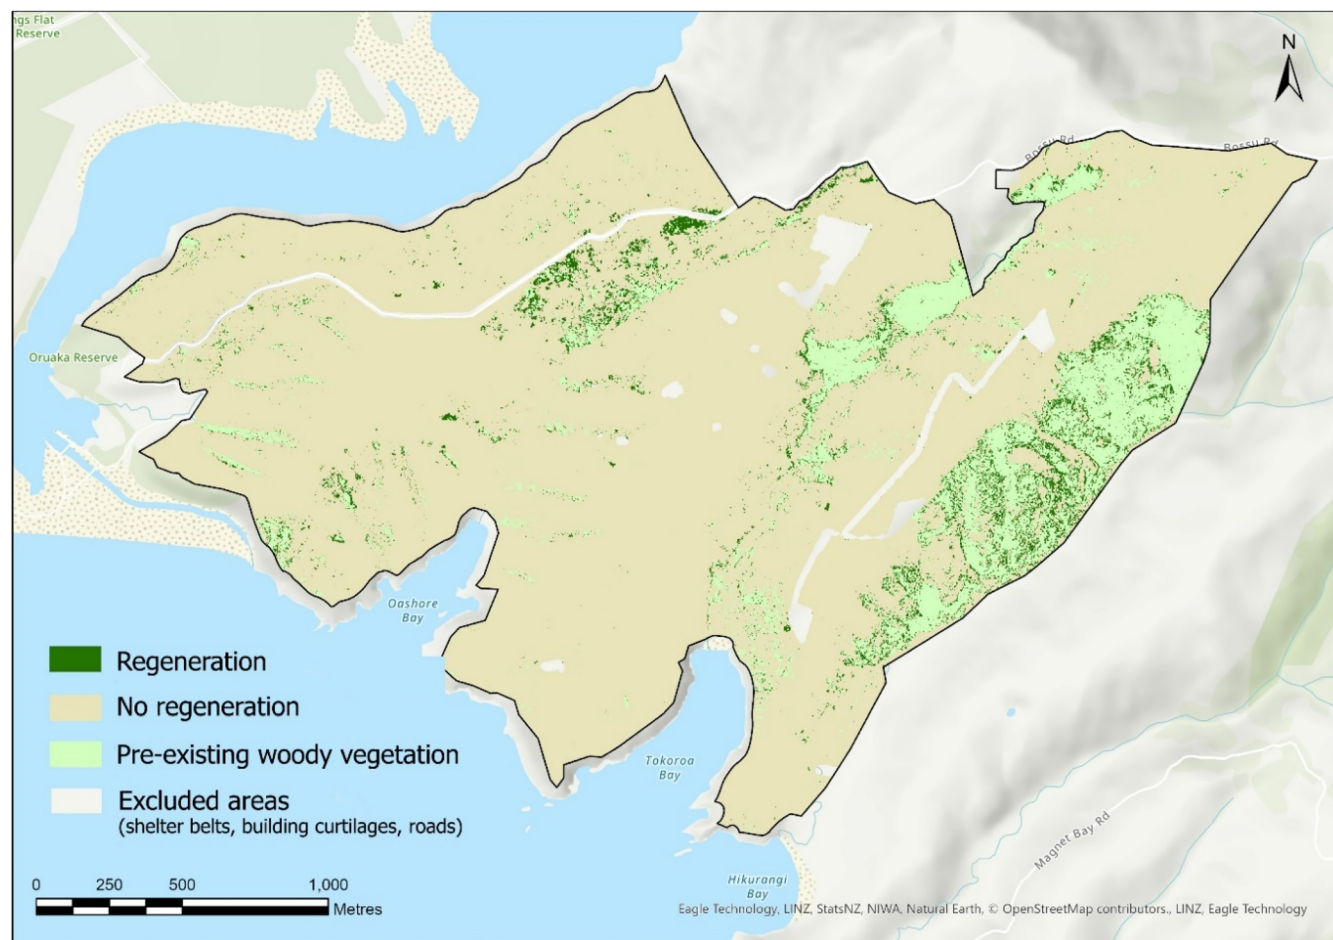 ngs Flat
Reserve
N
Bossu Rd
Bossu Rd
Oruaka Reserve
Oashore
Bay
Regeneration
No regeneration
Pre-existing woody vegetation
Excluded areas
(shelter belts, building curtilages, roads)
Tokoroa
Bay
Magnet Bay Rd
Hikurangi
Bay
0 250 500 1,000
Metres
Eagle Technology, LINZ, StatsNZ, NIWA, Natural Earth, © OpenStreetMap contributors., LINZ, Eagle Technology